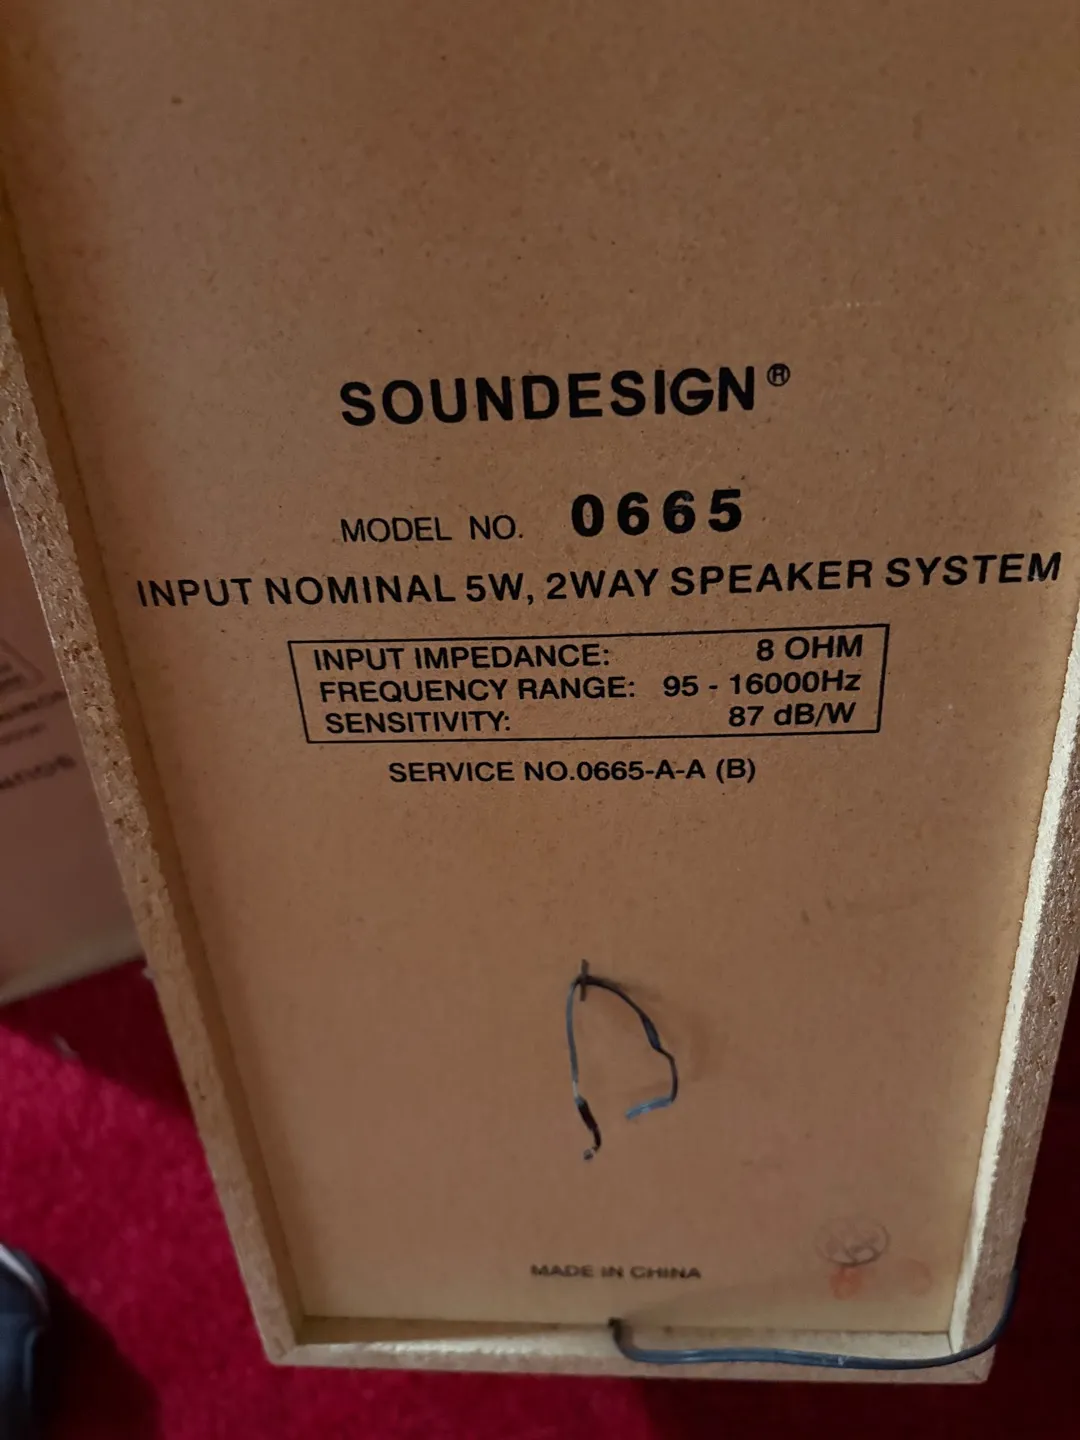 SOUNDESIGN®
MODEL NO. 0665
INPUT NOMINAL 5W, 2WAY SPEAKER SYSTEM
INPUT IMPEDANCE: 8 OHM
FREQUENCY RANGE: 95 - 16000Hz
SENSITIVITY: 87 dB/W
SERVICE NO.0665-A-A (B)
MADE IN CHINA